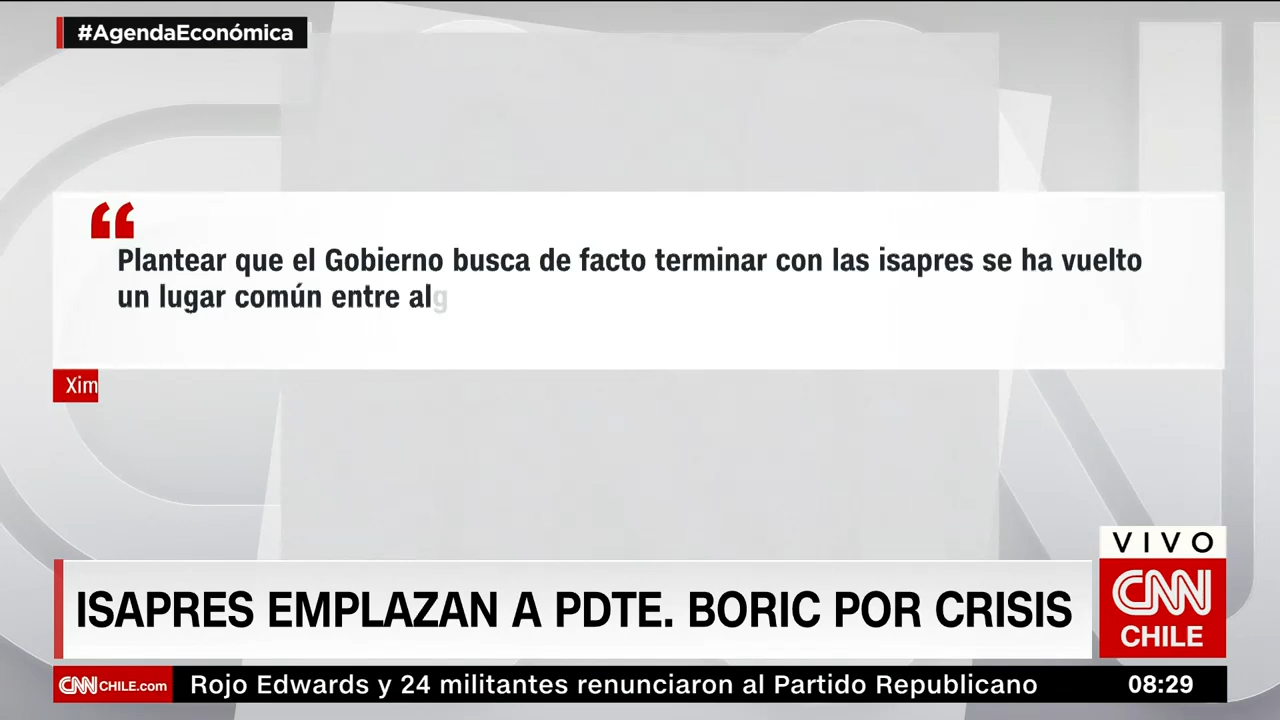 #AgendaEconómica
“
Plantear que el Gobierno busca de facto terminar con las isapres se ha vuelto
un lugar común entre alg
Xim
VIVO
CNN
CHILE
ISAPRES EMPLAZAN A PDTE. BORIC POR CRISIS
CNNCHILE.com Rojo Edwards y 24 militantes renunciaron al Partido Republicano 08:29